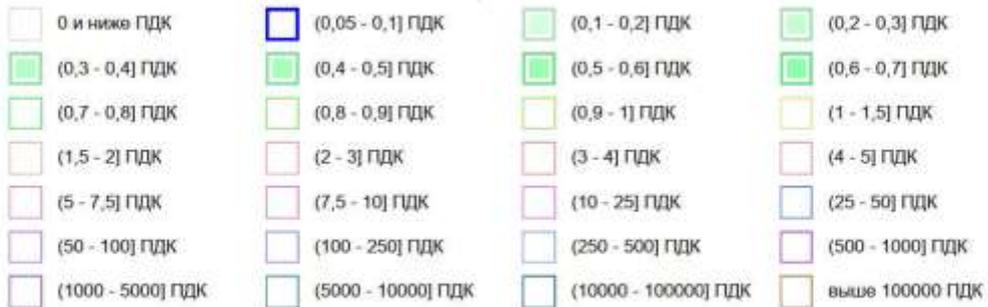 0 и ниже ПДК (0,05 - 0,1] ПДК (0,1 - 0,2] ПДК (0,2 - 0,3] ПДК
(0,3 - 0,4] ПДК (0,4 - 0,5] ПДК (0,5 - 0,6] ПДК (0,6 - 0,7] ПДК
(0,7 - 0,8] ПДК (0,8 - 0,9] ПДК (0,9 - 1] ПДК (1 - 1,5] ПДК
(1,5 - 2] ПДК (2 - 3] ПДК (3 - 4] ПДК (4 - 5] ПДК
(5 - 7,5] ПДК (7,5 - 10] ПДК (10 - 25] ПДК (25 - 50] ПДК
(50 - 100] ПДК (100 - 250] ПДК (250 - 500] ПДК (500 - 1000] ПДК
(1000 - 5000] ПДК (5000 - 10000] ПДК (10000 - 100000] ПДК выше 100000 ПДК